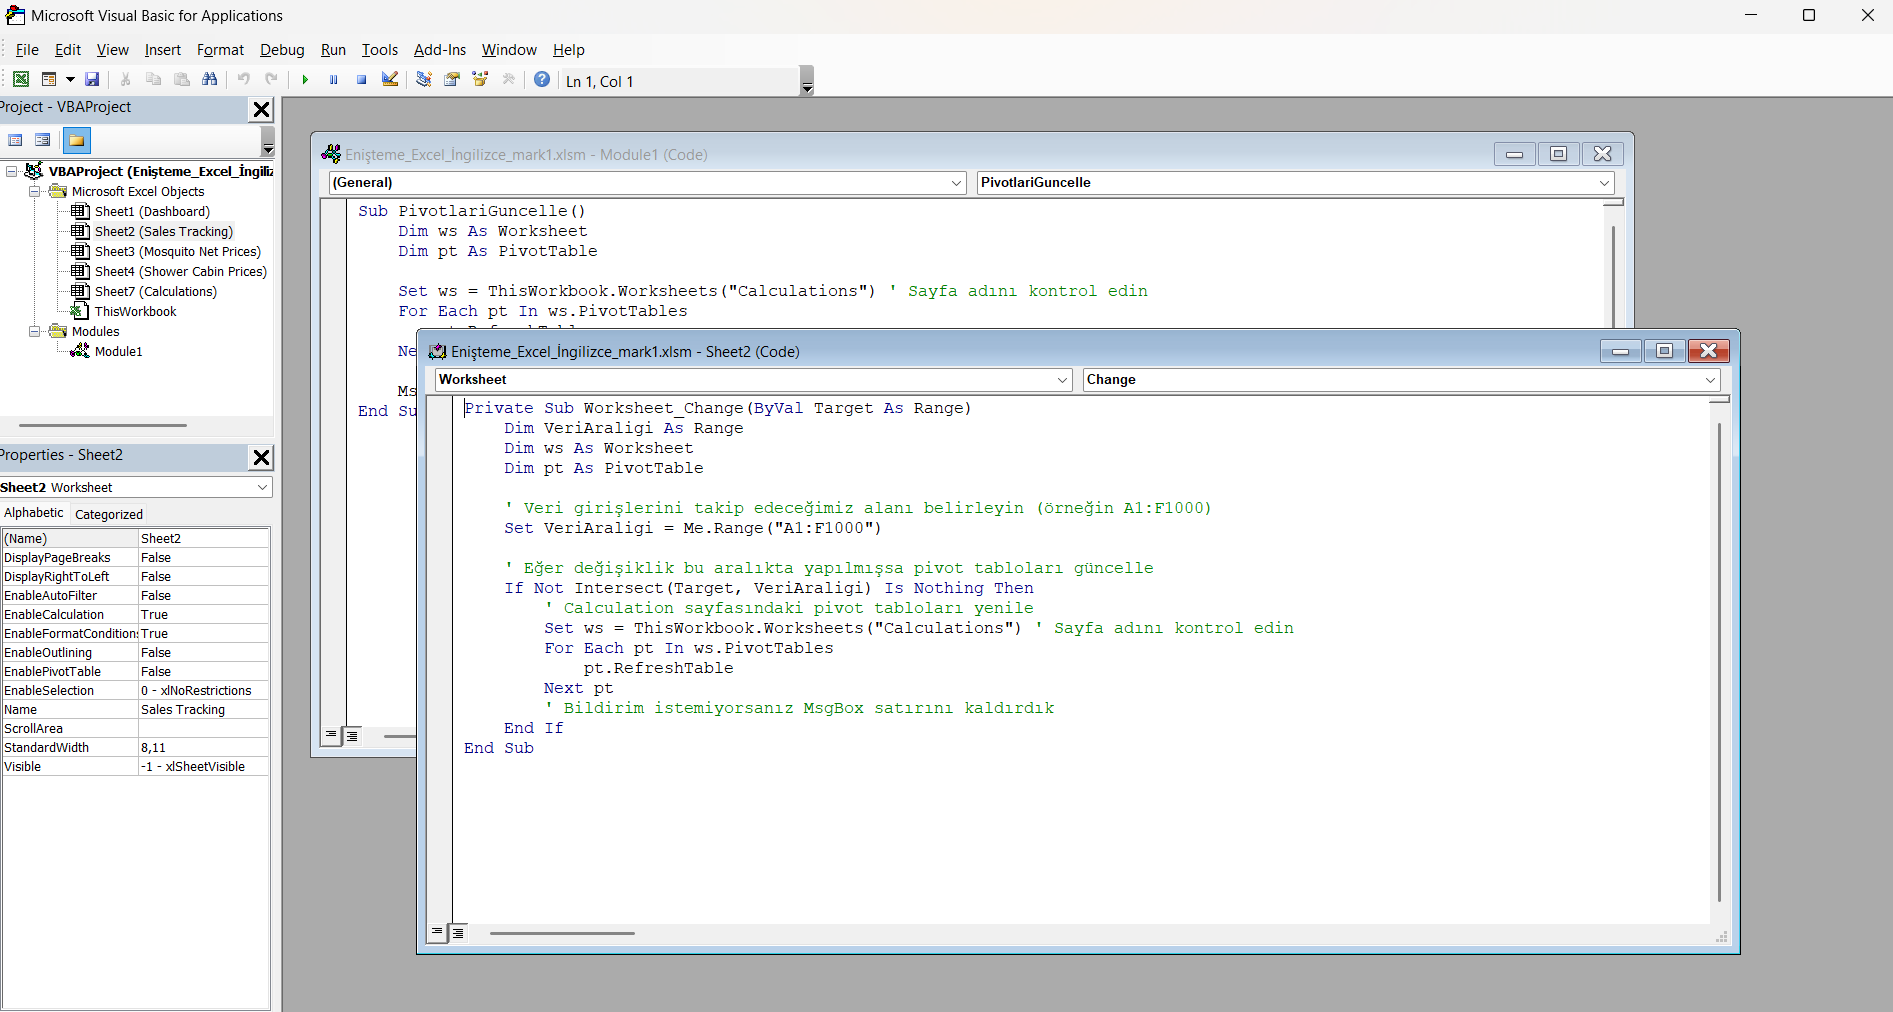 Microsoft Visual Basic for Applications
File Edit View Insert Format Debug Run Tools Add-Ins Window Help
Ln 1, Col 1
Project - VBAProject
VBAProject (Enişteme_Excel_İngiliz
Microsoft Excel Objects
Sheet1 (Dashboard)
Sheet2 (Sales Tracking)
Sheet3 (Mosquito Net Prices)
Sheet4 (Shower Cabin Prices)
Sheet7 (Calculations)
ThisWorkbook
Modules
Module1
Properties - Sheet2
Sheet2 Worksheet
Alphabetic Categorized
(Name) Sheet2
DisplayPageBreaks False
DisplayRightToLeft False
EnableAutoFilter False
EnableCalculation True
EnableFormatCondition: True
EnableOutlining False
EnablePivotTable False
EnableSelection 0 - xlNoRestrictions
Name Sales Tracking
ScrollArea
StandardWidth 8,11
Visible -1 - xlSheetVisible
Enişteme_Excel_İngilizce_mark1.xlsm - Module1 (Code)
(General) PivotlariGuncelle
Sub PivotlariGuncelle()
Dim ws As Worksheet
Dim pt As PivotTable
Set ws = ThisWorkbook.Worksheets("Calculations") ' Sayfa adını kontrol edin
For Each pt In ws.PivotTables
Ne
Ms
End Su
Enişteme_Excel_İngilizce_mark1.xlsm - Sheet2 (Code)
Worksheet Change
Private Sub Worksheet_Change(ByVal Target As Range)
Dim VeriAraligi As Range
Dim ws As Worksheet
Dim pt As PivotTable
' Veri girişlerini takip edeceğimiz alanı belirleyin (örneğin A1:F1000)
Set VeriAraligi = Me.Range("A1:F1000")
' Eğer değişiklik bu aralıkta yapılmışsa pivot tabloları güncelle
If Not Intersect(Target, VeriAraligi) Is Nothing Then
' Calculation sayfasındaki pivot tabloları yenile
Set ws = ThisWorkbook.Worksheets("Calculations") ' Sayfa adını kontrol edin
For Each pt In ws.PivotTables
pt.RefreshTable
Next pt
' Bildirim istemiyorsanız MsgBox satırını kaldırdık
End If
End Sub